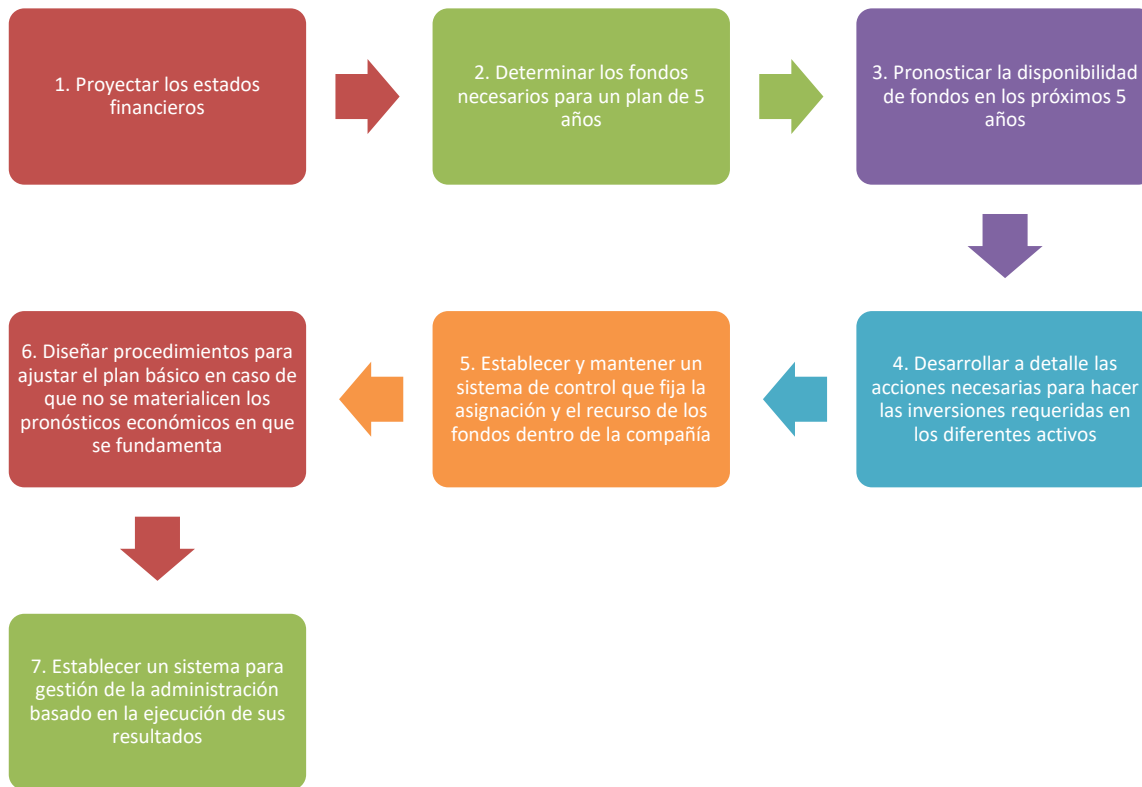 1. Proyectar los estados
financieros
2. Determinar los fondos
necesarios para un plan de 5
años
3. Pronosticar la disponibilidad
de fondos en los próximos 5
años
4. Desarrollar a detalle las
acciones necesarias para hacer
las inversiones requeridas en
los diferentes activos
5. Establecer y mantener un
sistema de control que fija la
asignación y el recurso de los
fondos dentro de la compañía
6. Diseñar procedimientos para
ajustar el plan básico en caso de
que no se materialicen los
pronósticos económicos en que
se fundamenta
7. Establecer un sistema para
gestión de la administración
basado en la ejecución de sus
resultados